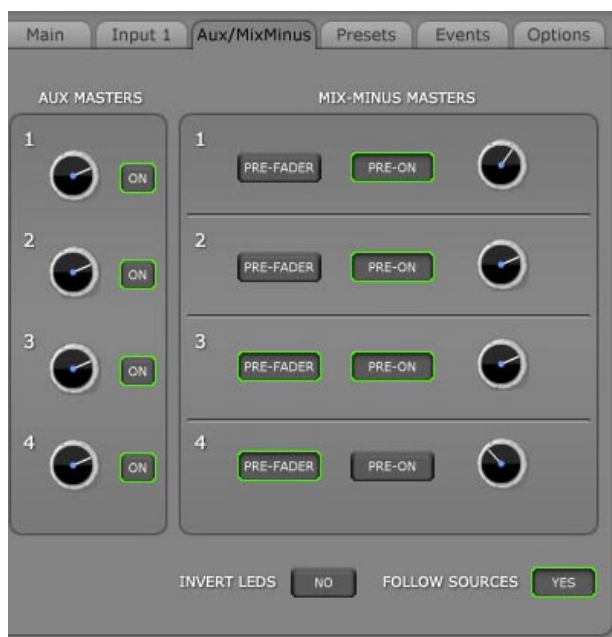 Main Input 1 Aux/MixMinus Presets Events Options
AUX MASTERS MIX-MINUS MASTERS
1 ON 1 PRE-FADER PRE-ON
2 ON 2 PRE-FADER PRE-ON
3 ON 3 PRE-FADER PRE-ON
4 ON 4 PRE-FADER PRE-ON
INVERT LEDS NO FOLLOW SOURCES YES